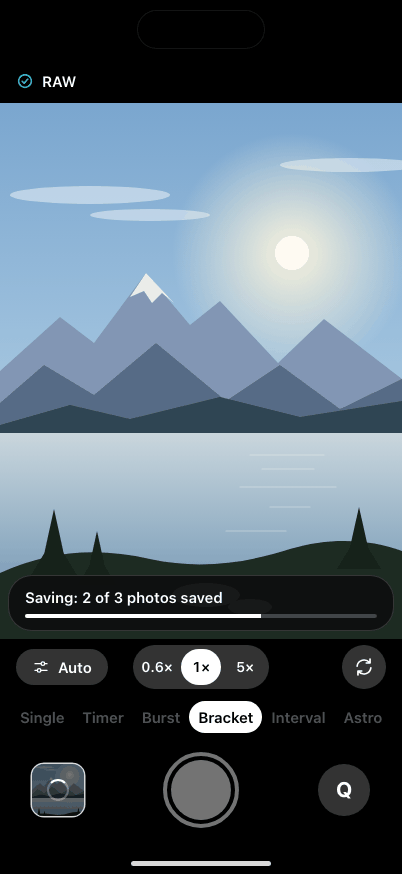 RAW
Saving: 2 of 3 photos saved
Auto
0.6×
1×
5×
Single
Timer
Burst
Bracket
Interval
Astro
Q